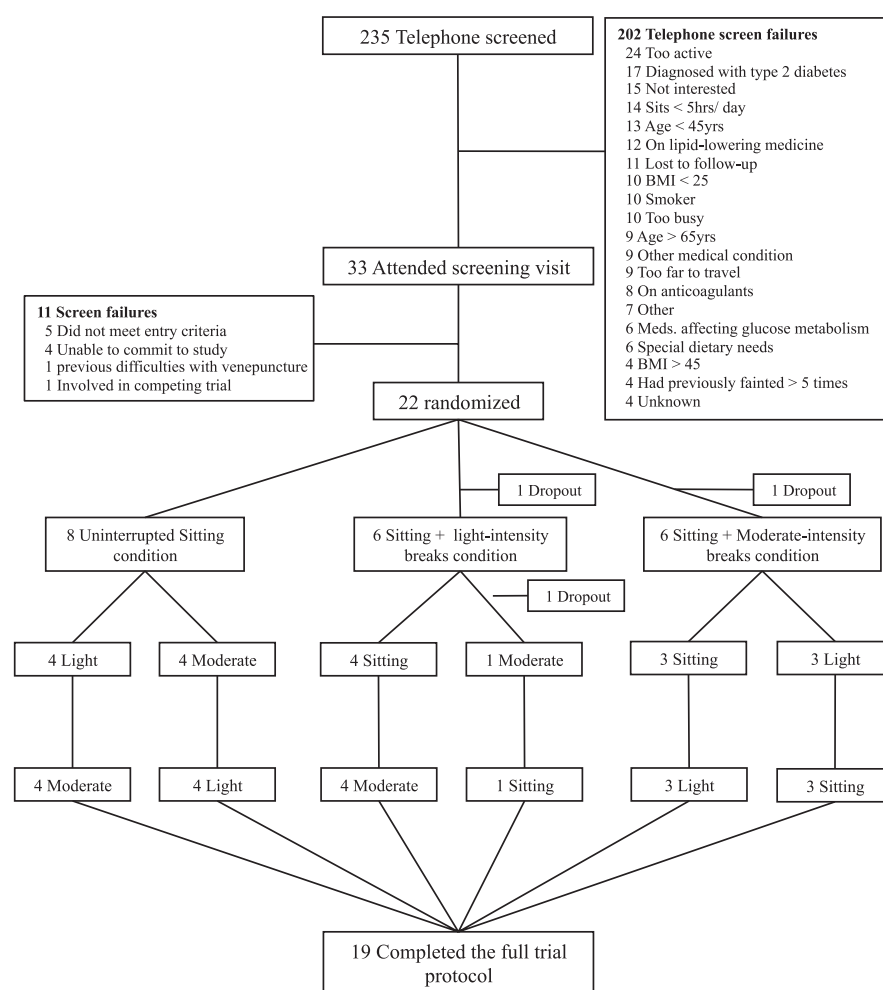 235 Telephone screened
202 Telephone screen failures
24 Too active
17 Diagnosed with type 2 diabetes
15 Not interested
14 Sits < 5hrs/ day
13 Age < 45yrs
12 On lipid-lowering medicine
11 Lost to follow-up
10 BMI < 25
10 Smoker
10 Too busy
9 Age > 65yrs
9 Other medical condition
9 Too far to travel
8 On anticoagulants
7 Other
6 Meds. affecting glucose metabolism
6 Special dietary needs
4 BMI > 45
4 Had previously fainted > 5 times
4 Unknown
33 Attended screening visit
11 Screen failures
5 Did not meet entry criteria
4 Unable to commit to study
1 previous difficulties with venepuncture
1 Involved in competing trial
22 randomized
1 Dropout
1 Dropout
8 Uninterrupted Sitting
condition
6 Sitting + light-intensity
breaks condition
6 Sitting + Moderate-intensity
breaks condition
1 Dropout
4 Light
4 Moderate
4 Sitting
1 Moderate
3 Sitting
3 Light
4 Moderate
4 Light
4 Moderate
1 Sitting
3 Light
3 Sitting
19 Completed the full trial
protocol